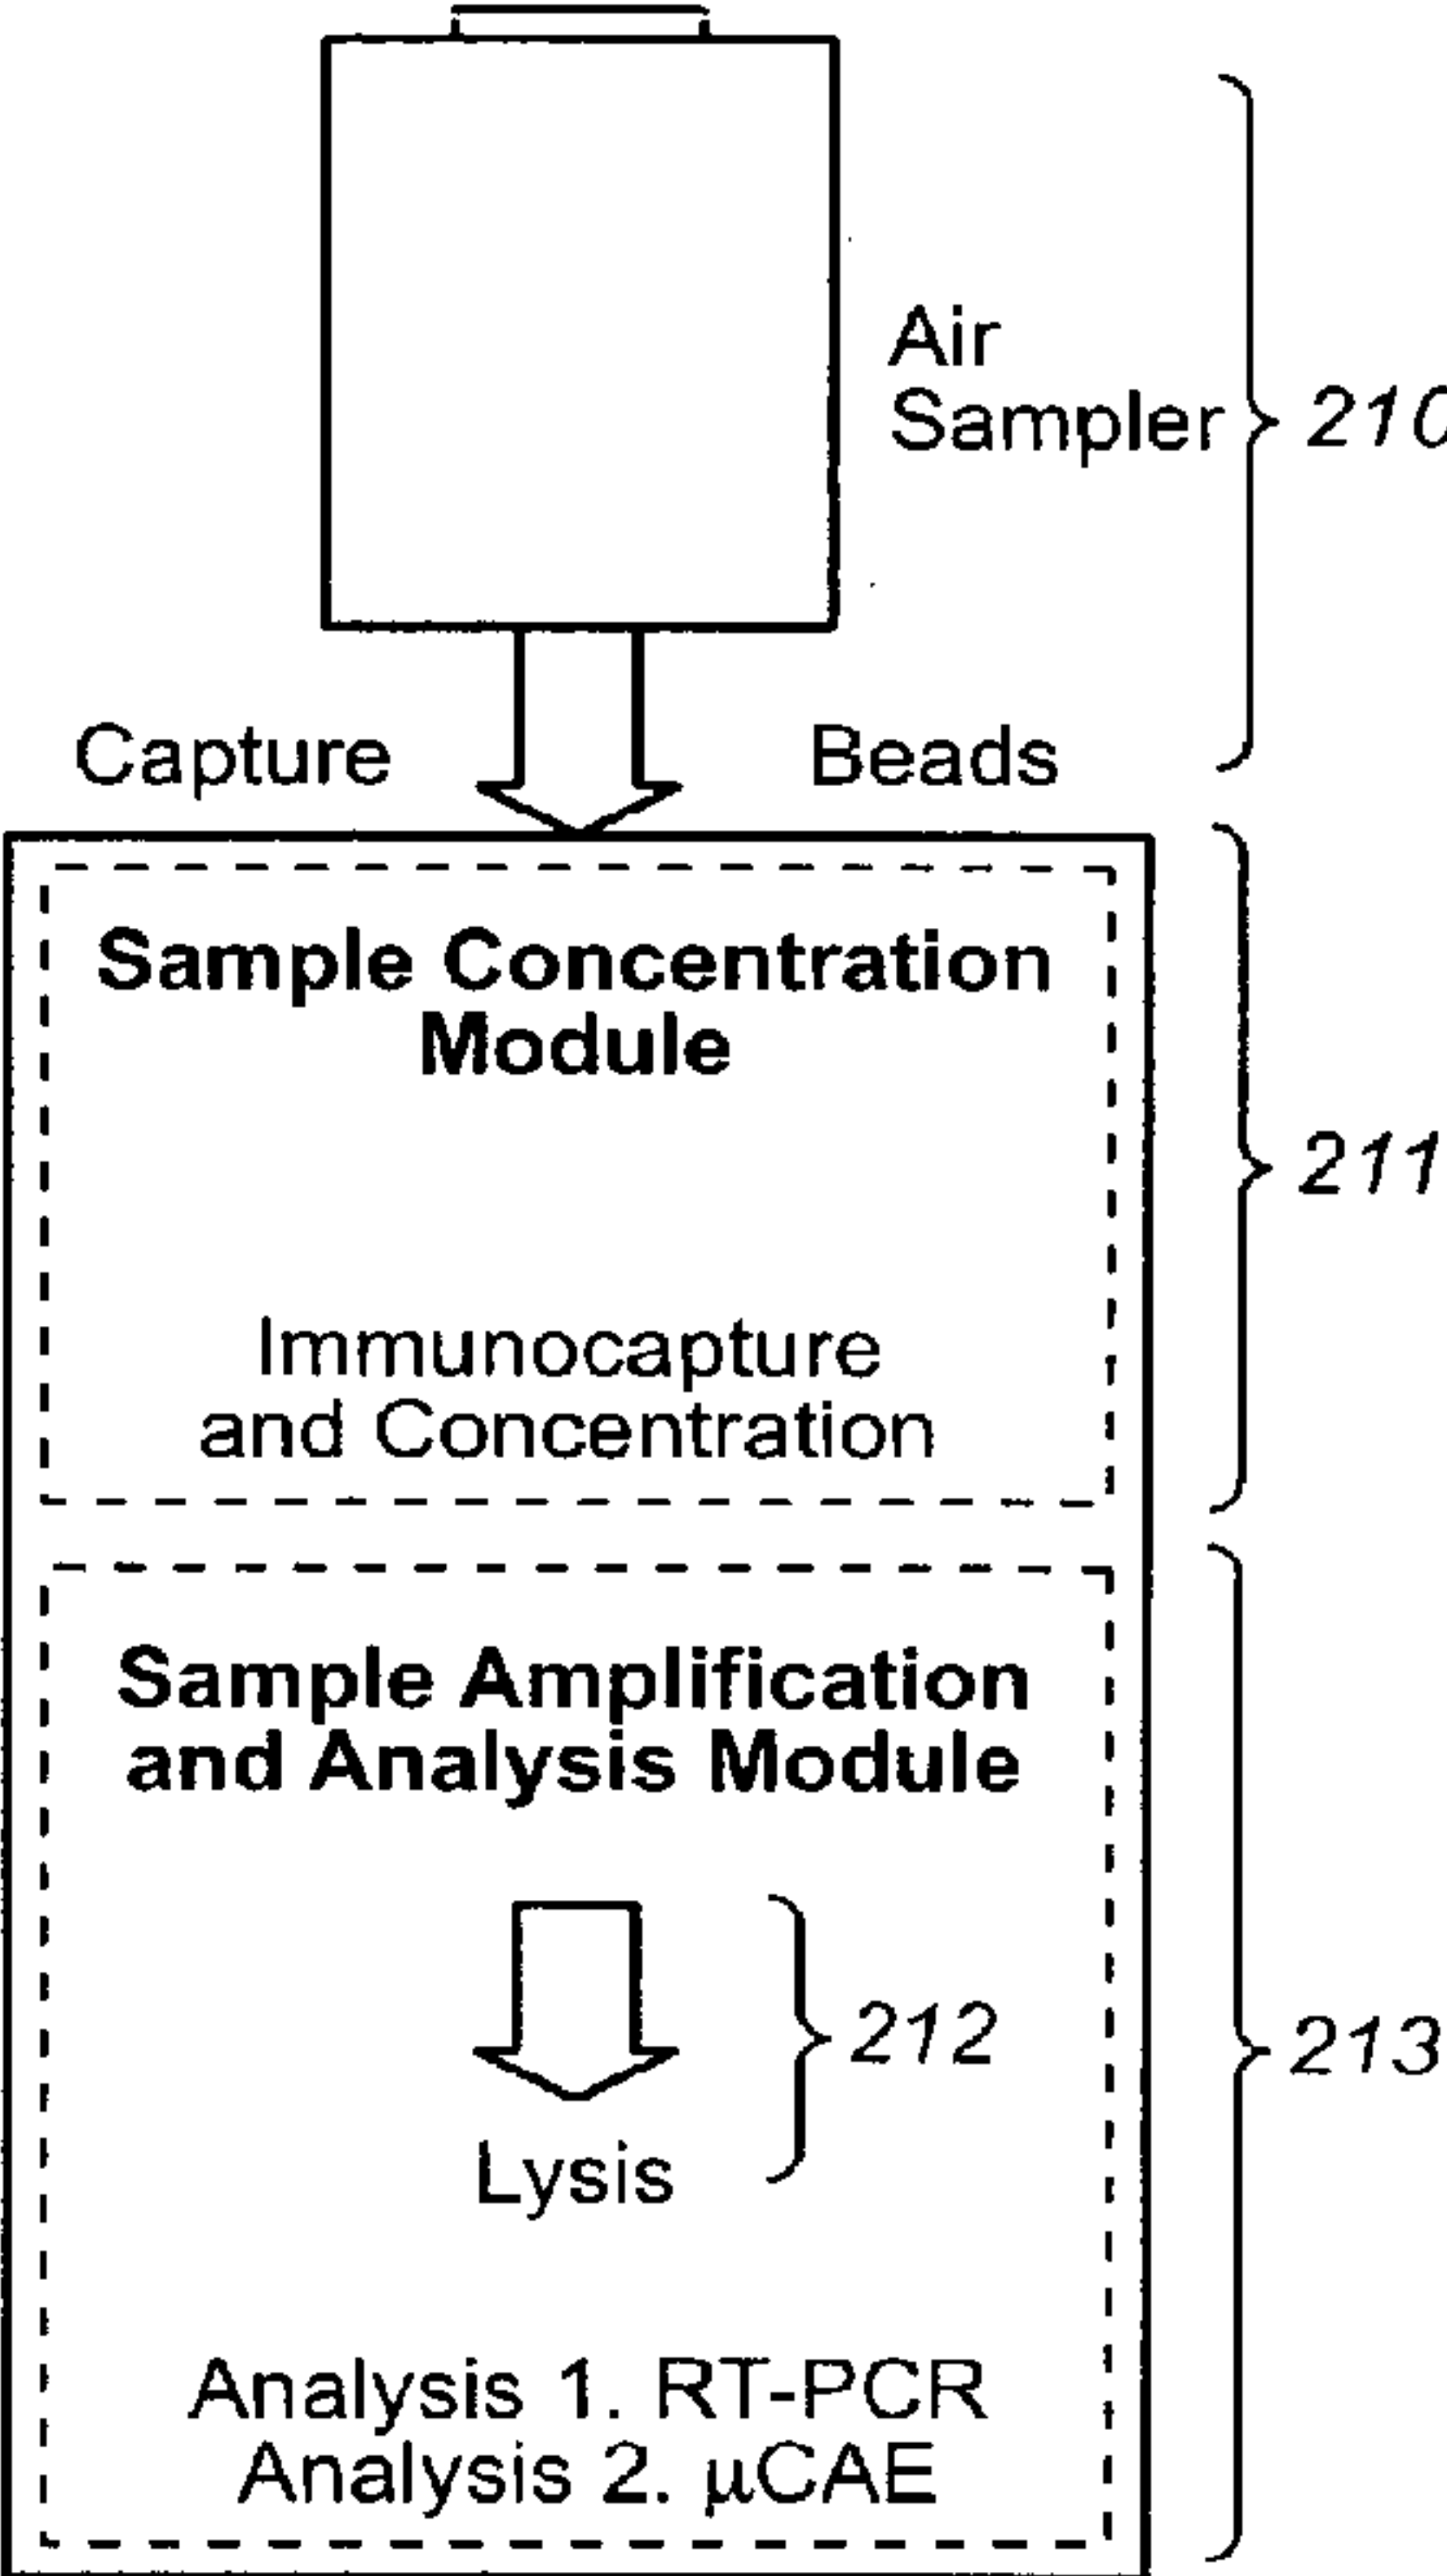 Air
Sampler
210
Capture
Beads
Sample Concentration
Module
211
Immunocapture
and Concentration
Sample Amplification
and Analysis Module
212
213
Lysis
Analysis 1. RT-PCR
Analysis 2. µCAE